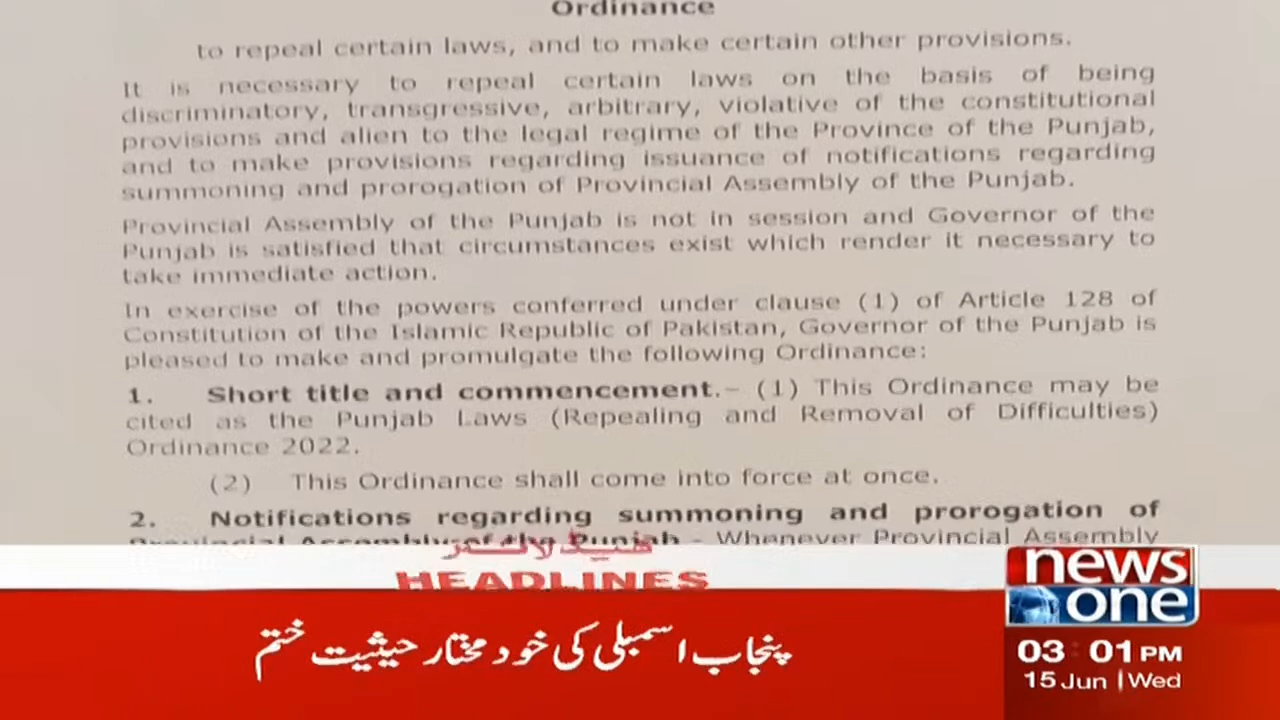 Ordinance
to repeal certain laws, and to make certain other provisions.
It is necessary to repeal certain laws on the basis of being
discriminatory, transgressive, arbitrary, violative of the constitutional
provisions and alien to the legal regime of the Province of the Punjab,
and to make provisions regarding issuance of notifications regarding
summoning and prorogation of Provincial Assembly of the Punjab.
Provincial Assembly of the Punjab is not in session and Governor of the
Punjab is satisfied that circumstances exist which render it necessary to
take immediate action.
In exercise of the powers conferred under clause (1) of Article 128 of
Constitution of the Islamic Republic of Pakistan, Governor of the Punjab is
pleased to make and promulgate the following Ordinance:
1. Short title and commencement.– (1) This Ordinance may be
cited as the Punjab Laws (Repealing and Removal of Difficulties)
Ordinance 2022.
(2) This Ordinance shall come into force at once.
2. Notifications regarding summoning and prorogation of
Provincial Assembly of the Punjab.- Whenever Provincial Assembly
ہیڈلائنز
HEADLINES
پنجاب اسمبلی کی خود مختار حیثیت ختم
news
one
03:01 PM
15 Jun | Wed